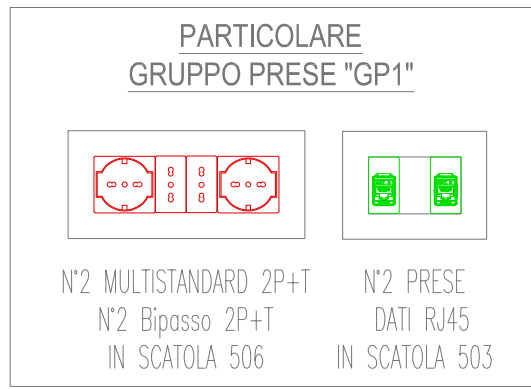 PARTICOLARE
GRUPPO PRESE "GP1"
N°2 MULTISTANDARD 2P+T
N°2 Bipasso 2P+T
IN SCATOLA 506
N°2 PRESE
DATI RJ45
IN SCATOLA 503